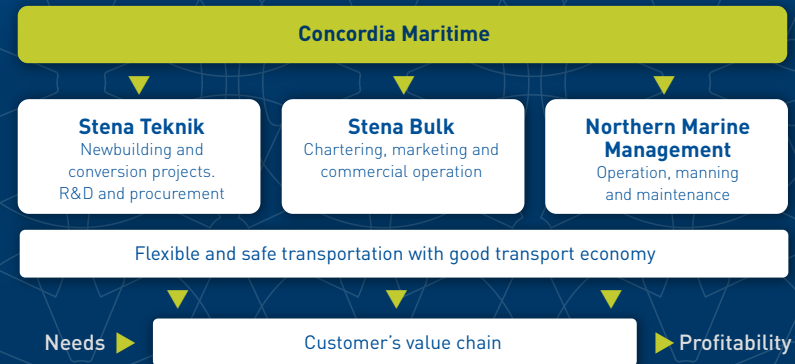 Concordia Maritime
Stena Teknik
Newbuilding and
conversion projects.
R&D and procurement
Stena Bulk
Chartering, marketing and
commercial operation
Northern Marine
Management
Operation, manning
and maintenance
Flexible and safe transportation with good transport economy
Needs
Customer’s value chain
Profitability